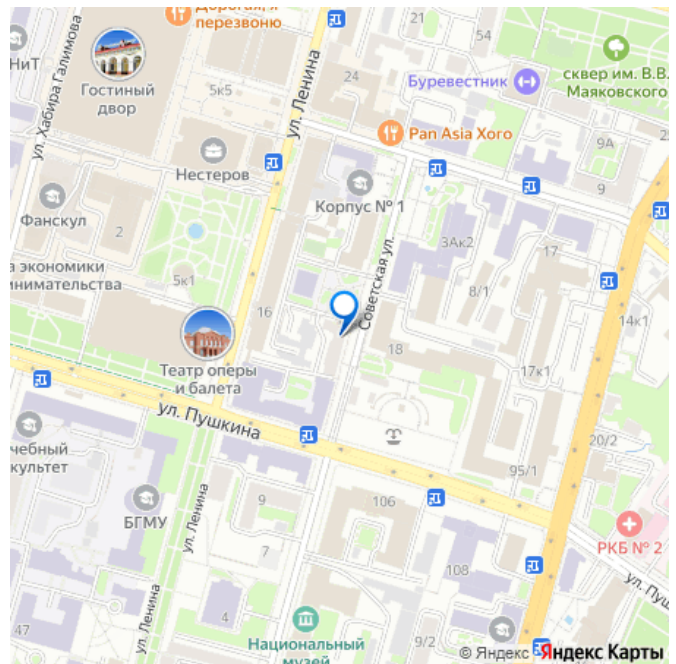 Дорогая, я
перезвоню
21
54
НиТ
ул. Хабира Галимова
Гостиный
двор
5к5
ул. Ленина
24
Буревестник
сквер им. В.В.
Маяковского
Pan Asia Хого
9А
Нестеров
9
Корпус № 1
Фанскул
2
3Ак2
17
а экономики
инимательства
5к1
Советская ул.
8/1
16
14к1
18
Театр оперы
и балета
17к1
ул. Пушкина
20/2
чебный
культет
95/1
БГМУ
ул. Ленина
9
106
РКБ № 2
7
108
ул. Пуш
47
4
ул. Ленина
Национальный
музей
9/2
© Яндекс
Яндекс Карты